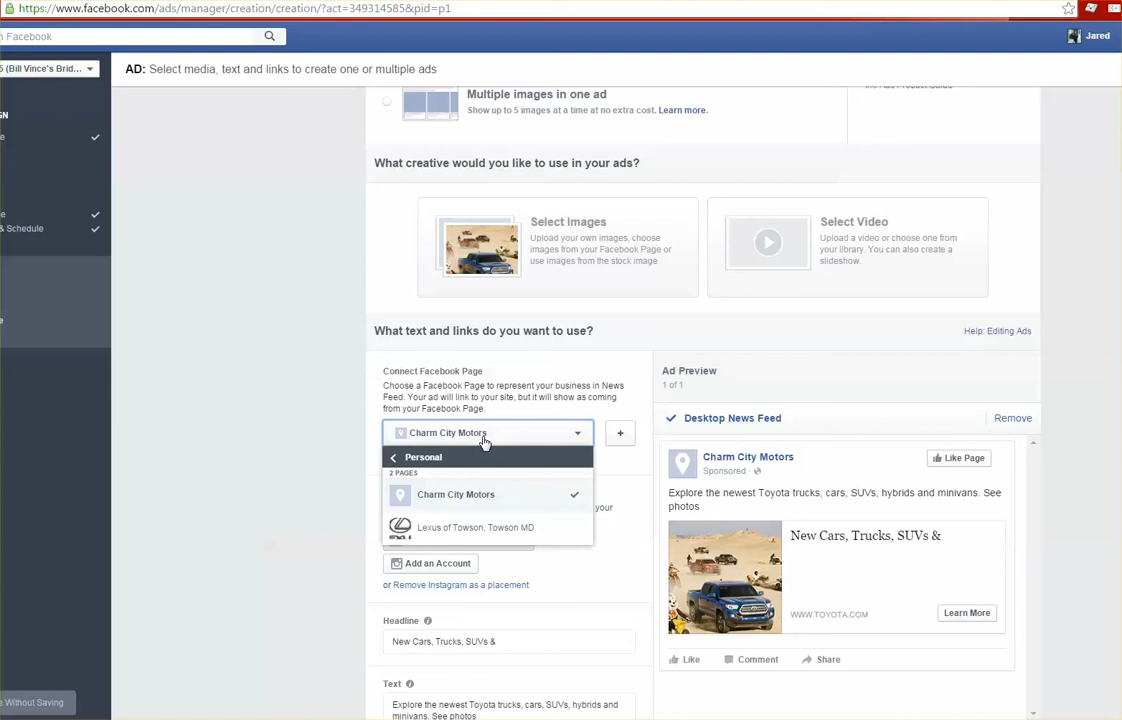 https://www.facebook.com/ads/manager/creation/creation/?act=349314585&pid=p1
n Facebook
Jared
5 (Bill Vince's Brid...
AD: Select media, text and links to create one or multiple ads
GN
e
e
& Schedule
e
e Without Saving
Multiple images in one ad
Show up to 5 images at a time at no extra cost. Learn more.
the Ads Product Guide
What creative would you like to use in your ads?
Select Images
Upload your own images, choose
images from your Facebook Page or
use images from the stock image
Select Video
Upload a video or choose one from
your library. You can also create a
slideshow.
What text and links do you want to use?
Help: Editing Ads
Connect Facebook Page
Choose a Facebook Page to represent your business in News
Feed. Your ad will link to your site, but it will show as coming
from your Facebook Page.
Charm City Motors
+
Personal
2 PAGES
Charm City Motors
Lexus of Towson, Towson MD
your
Add an Account
or Remove Instagram as a placement
Headline
New Cars, Trucks, SUVs &
Text
Explore the newest Toyota trucks, cars, SUVs, hybrids and
minivans. See photos
Ad Preview
1 of 1
Desktop News Feed
Remove
Charm City Motors
Sponsored ·
Like Page
Explore the newest Toyota trucks, cars, SUVs, hybrids and minivans. See
photos
New Cars, Trucks, SUVs &
WWW.TOYOTA.COM
Learn More
Like
Comment
Share